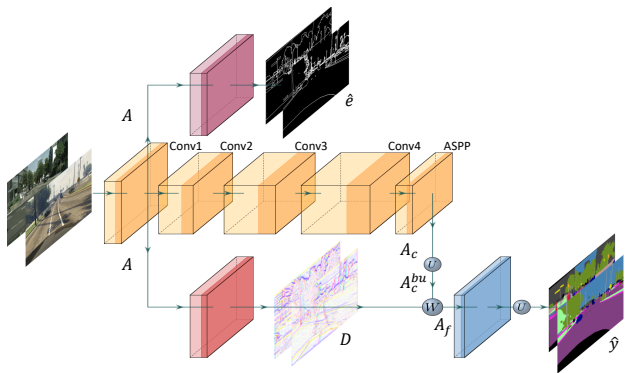 A
ê
Conv1
Conv2
Conv3
Conv4
ASPP
A
A_c
U
A_c^{bu}
W
A_f
U
D
ŷ